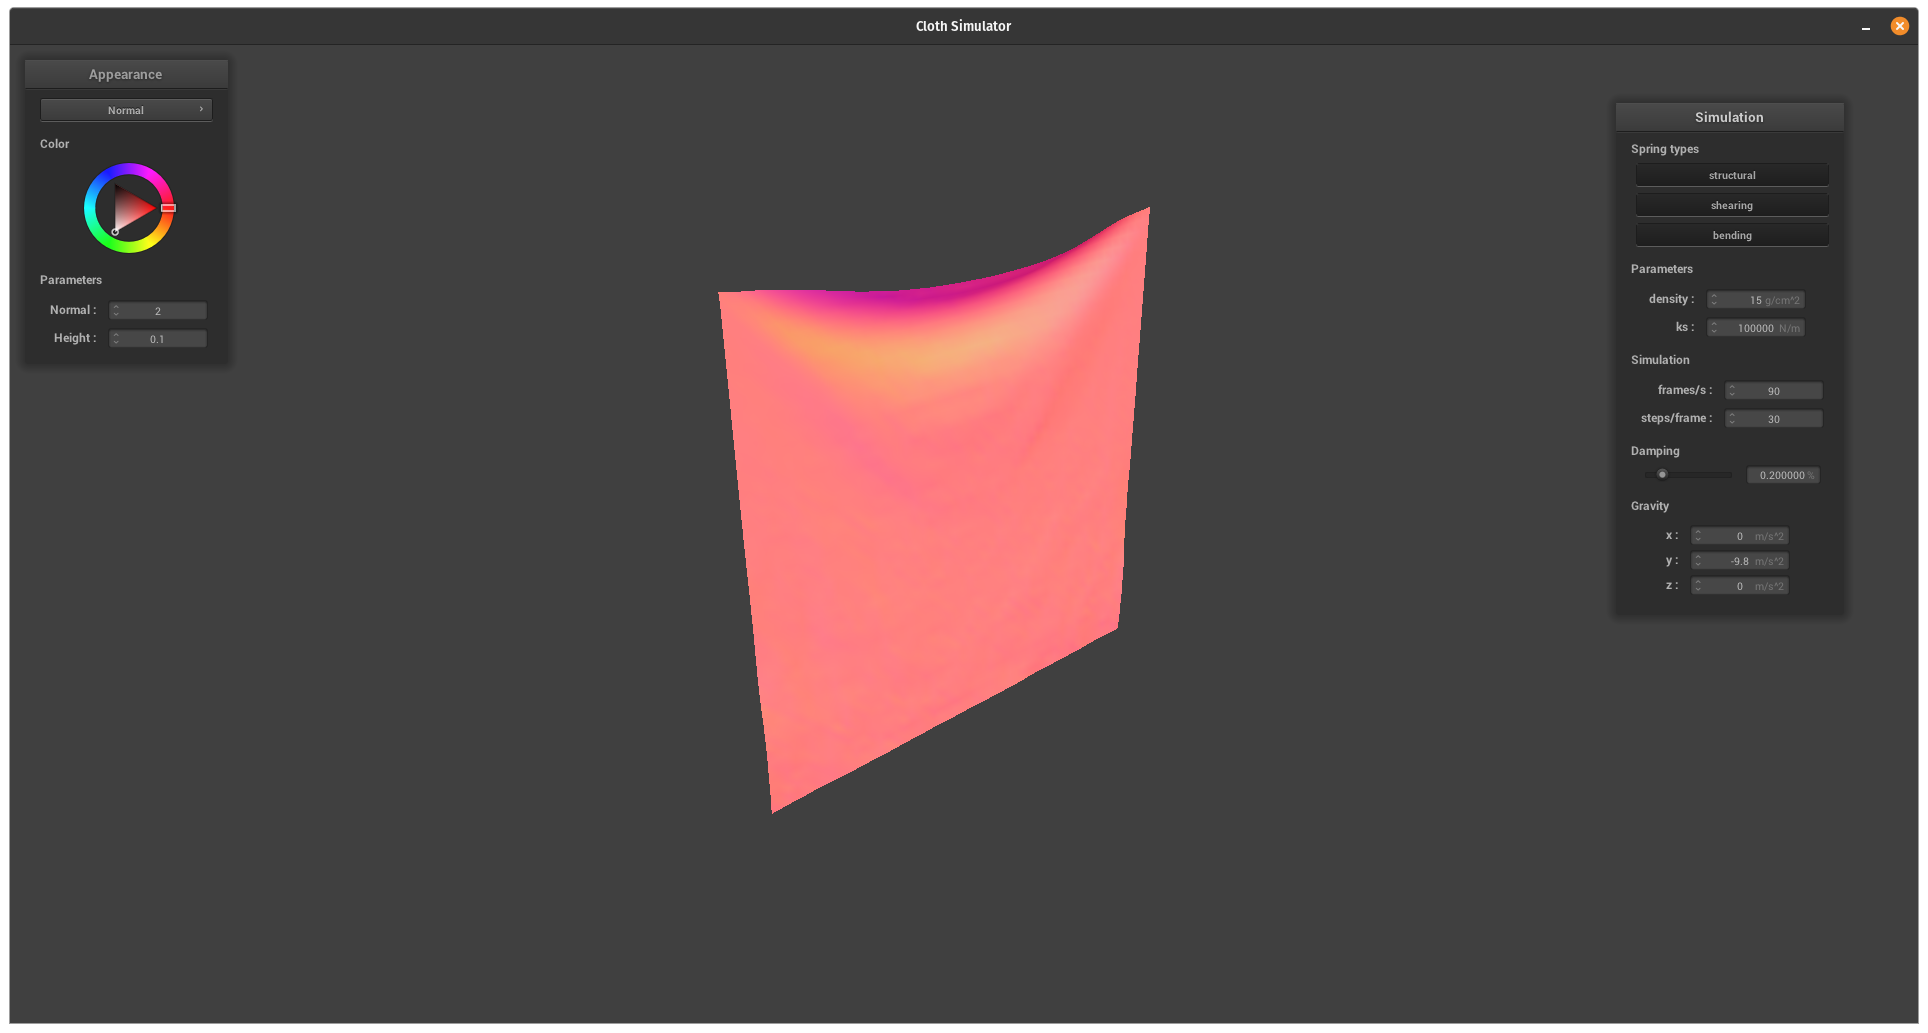 Cloth Simulator
Appearance
Normal
Color
Parameters
Normal : 2
Height : 0.1
Simulation
Spring types
structural
shearing
bending
Parameters
density : 15 g/cm^2
ks : 100000 N/m
Simulation
frames/s : 90
steps/frame : 30
Damping
0.200000 %
Gravity
x : 0 m/s^2
y : -9.8 m/s^2
z : 0 m/s^2